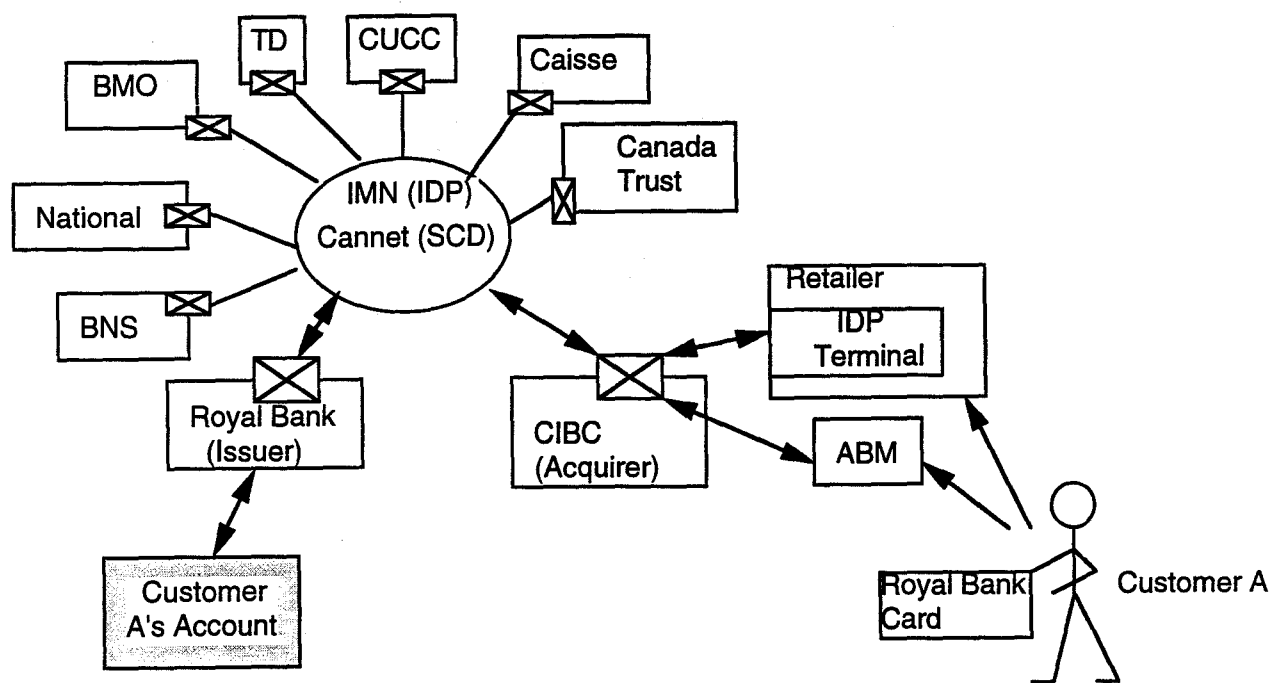 TD
CUCC
Caisse
BMO
Canada
Trust
IMN (IDP)
Cannet (SCD)
National
BNS
Retailer
IDP
Terminal
Royal Bank
(Issuer)
CIBC
(Acquirer)
ABM
Customer
A's Account
Royal Bank
Card
Customer A